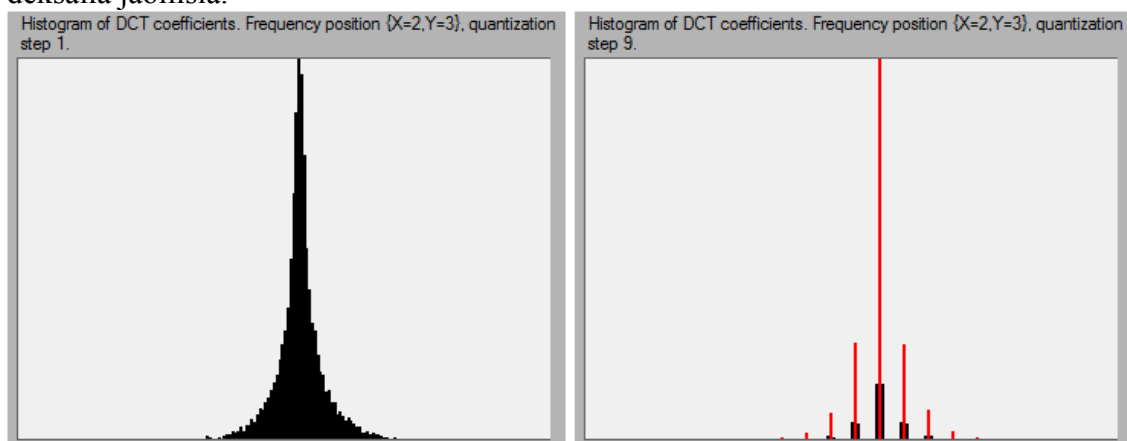 Histogram of DCT coefficients. Frequency position {X=2,Y=3}, quantization
step 1.
Histogram of DCT coefficients. Frequency position {X=2,Y=3}, quantization
step 9.